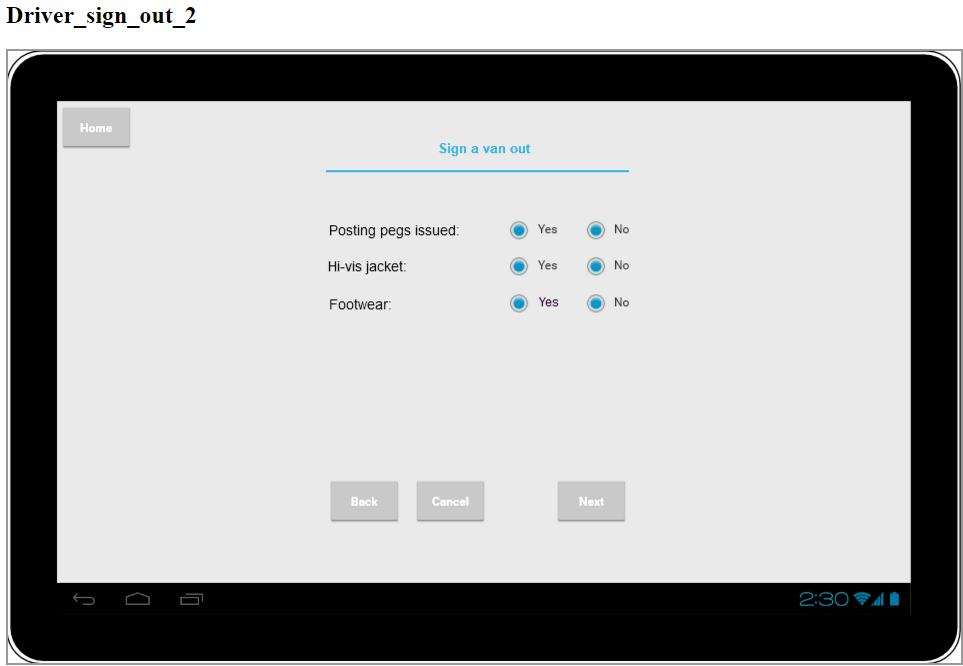 Driver_sign_out_2
Home
Sign a van out
Posting pegs issued: Yes No
Hi-vis jacket: Yes No
Footwear: Yes No
Back Cancel Next
2:30